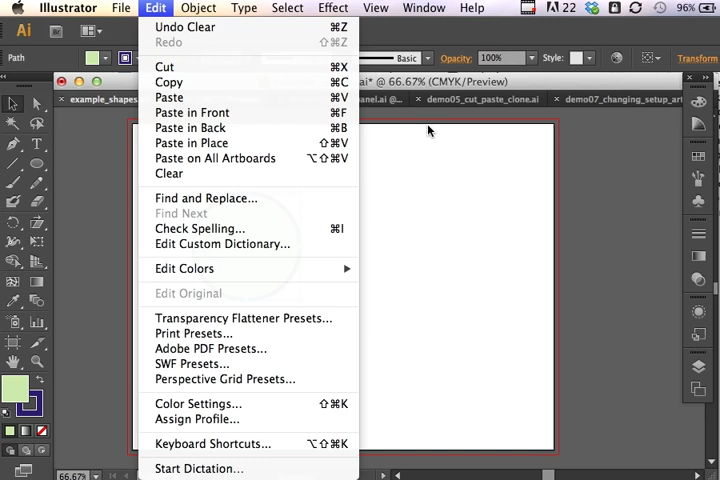 Illustrator File Edit Object Type Select Effect View Window Help 22 96%
Ai
Path Basic Opacity: 100% Style: Transform
ai* @ 66.67% (CMYK/Preview)
example_shapes. panel.ai @... demo05_cut_paste_clone.ai demo07_changing_setup_art
Undo Clear ⌘Z
Redo ⇧⌘Z
Cut ⌘X
Copy ⌘C
Paste ⌘V
Paste in Front ⌘F
Paste in Back ⌘B
Paste in Place ⇧⌘V
Paste on All Artboards ⌥⇧⌘V
Clear
Find and Replace...
Find Next
Check Spelling... ⌘I
Edit Custom Dictionary...
Edit Colors
Edit Original
Transparency Flattener Presets...
Print Presets...
Adobe PDF Presets...
SWF Presets...
Perspective Grid Presets...
Color Settings... ⇧⌘K
Assign Profile...
Keyboard Shortcuts... ⌥⇧⌘K
Start Dictation...
66.67%